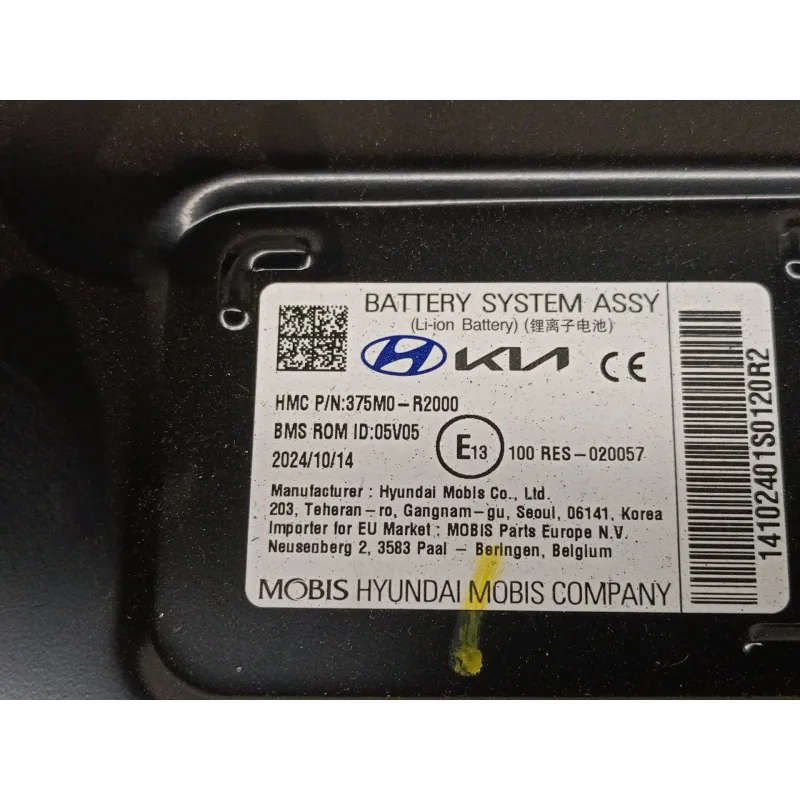 BATTERY SYSTEM ASSY
(Li-ion Battery) (锂离子电池)
KIA CE
HMC P/N:375M0-R2000
BMS ROM ID:05V05
2024/10/14
E13 100 RES-020057
Manufacturer : Hyundai Mobis Co., Ltd.
203, Teheran-ro, Gangnam-gu, Seoul, 06141, Korea
Importer for EU Market : MOBIS Parts Europe N.V.
Neusenberg 2, 3583 Paal - Beringen, Belgium
MOBIS HYUNDAI MOBIS COMPANY
14102401S0120R2